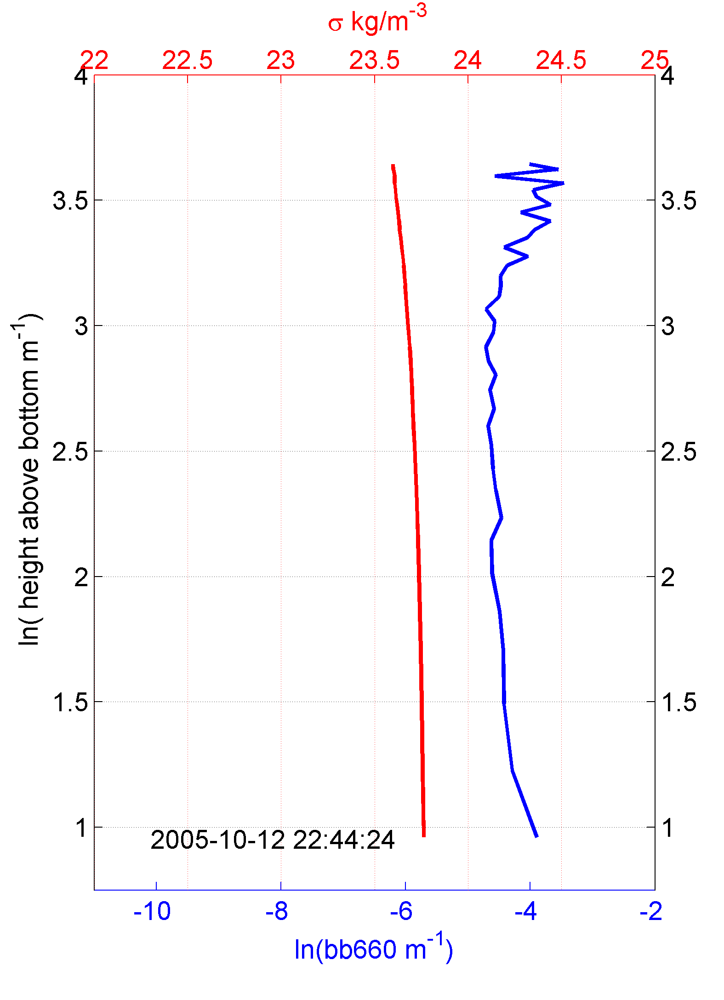 σ kg/m⁻³
22 22.5 23 23.5 24 24.5 25
4 4
3.5 3.5
3 3
2.5 2.5
2 2
1.5 1.5
1 1
ln( height above bottom m⁻¹)
2005-10-12 22:44:24
-10 -8 -6 -4 -2
ln(bb660 m⁻¹)